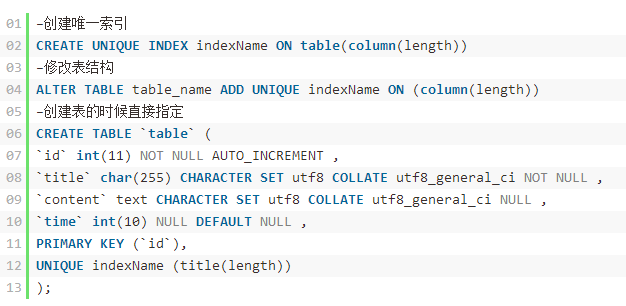 01 –创建唯一索引
02 CREATE UNIQUE INDEX indexName ON table(column(length))
03 –修改表结构
04 ALTER TABLE table_name ADD UNIQUE indexName ON (column(length))
05 –创建表的时候直接指定
06 CREATE TABLE `table` (
07 `id` int(11) NOT NULL AUTO_INCREMENT ,
08 `title` char(255) CHARACTER SET utf8 COLLATE utf8_general_ci NOT NULL ,
09 `content` text CHARACTER SET utf8 COLLATE utf8_general_ci NULL ,
10 `time` int(10) NULL DEFAULT NULL ,
11 PRIMARY KEY (`id`),
12 UNIQUE indexName (title(length))
13 );